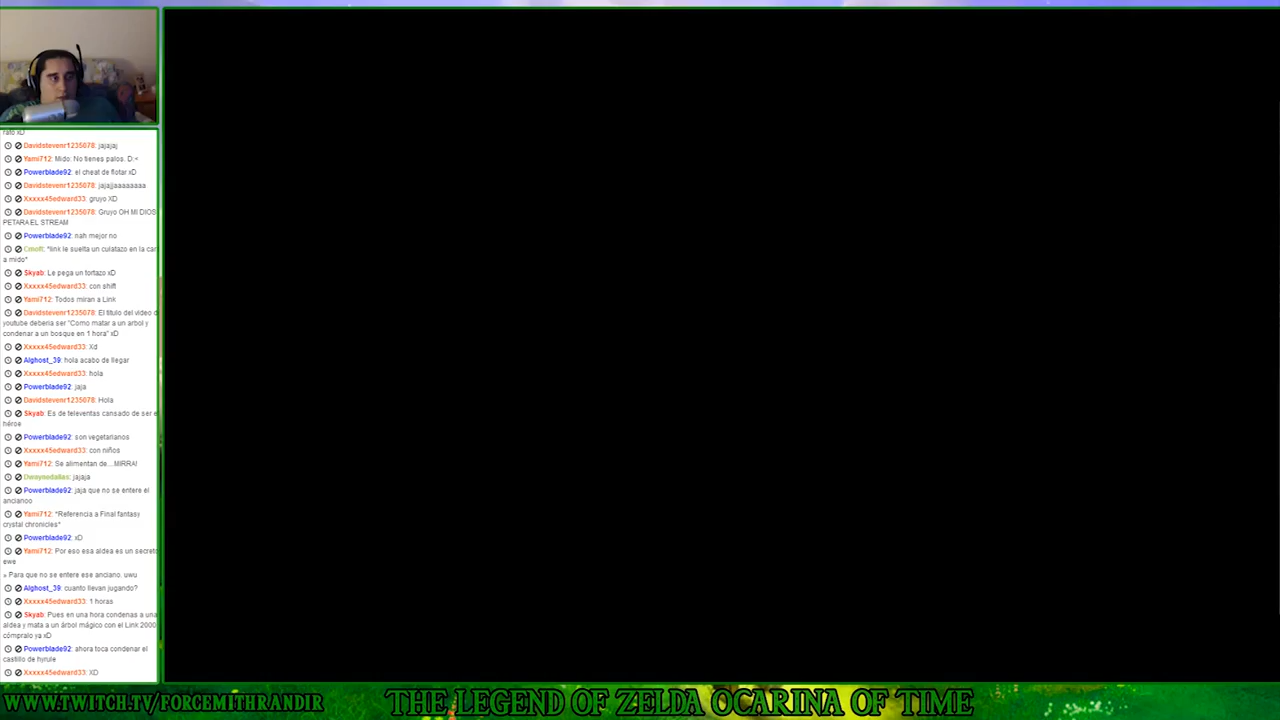 rato xD
Davidstevenr1235078: jajajaj
Yami712: Mido: No tienes palos. D:<
Powerblade92: el cheat de flotar xD
Davidstevenr1235078: jajajjaaaaaaaa
Xxxxx45edward33: gruyo XD
Davidstevenr1235078: Gruyo OH MI DIOS
PETARA EL STREAM
Powerblade92: nah mejor no
*link le suelta un culatazo en la car
a mido*
Skyab: Le pega un tortazo xD
Xxxxx45edward33: con shift
Yami712: Todos miran a Link
Davidstevenr1235078: El titulo del video d
youtube deberia ser "Como matar a un arbol y
condenar a un bosque en 1 hora" xD
Xxxxx45edward33: Xd
Alghost_39: hola acabo de llegar
Xxxxx45edward33: hola
Powerblade92: jaja
Davidstevenr1235078: Hola
Skyab: Es de televentas cansado de ser e
héroe
Powerblade92: son vegetarianos
Xxxxx45edward33: con niños
Yami712: Se alimentan de...MIRRA!
jajaja
Powerblade92: jaja que no se entere el
ancianoo
Yami712: *Referencia a Final fantasy
crystal chronicles*
Powerblade92: xD
Yami712: Por eso esa aldea es un secreto
ewe
» Para que no se entere ese anciano. uwu
Alghost_39: cuanto llevan jugando?
Xxxxx45edward33: 1 horas
Skyab: Pues en una hora condenas a una
aldea y mata a un árbol mágico con el Link 2000
cómpralo ya xD
Powerblade92: ahora toca condenar el
castillo de hyrule
Xxxxx45edward33: XD
WWW.TWITCH.TV/FORCEMITHRANDIR
THE LEGEND OF ZELDA OCARINA OF TIME